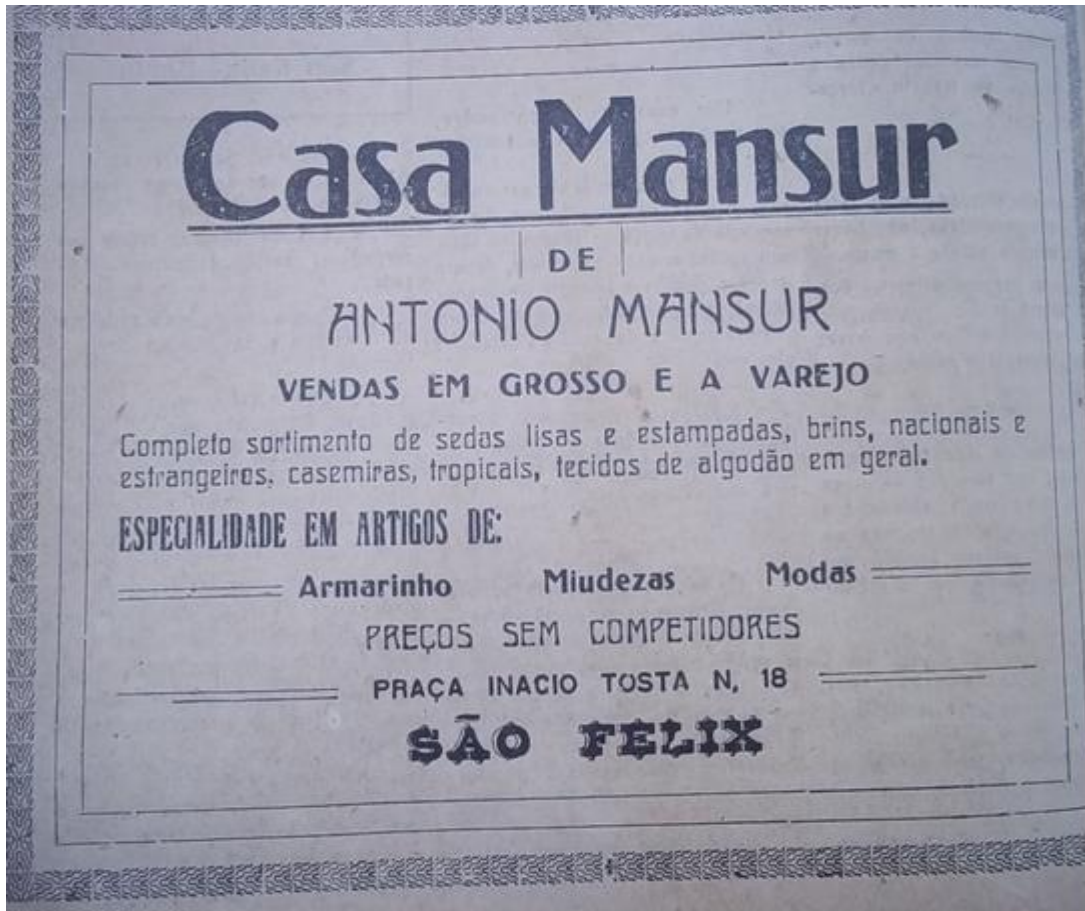 Casa Mansur
DE
ANTONIO MANSUR
VENDAS EM GROSSO E A VAREJO
Completo sortimento de sedas lisas e estampadas, brins, nacionais e
estrangeiros, casemiras, tropicais, tecidos de algodão em geral.
ESPECIALIDADE EM ARTIGOS DE:
Armarinho Miudezas Modas
PREÇOS SEM COMPETIDORES
PRAÇA INACIO TOSTA N, 18
SÃO FELIX